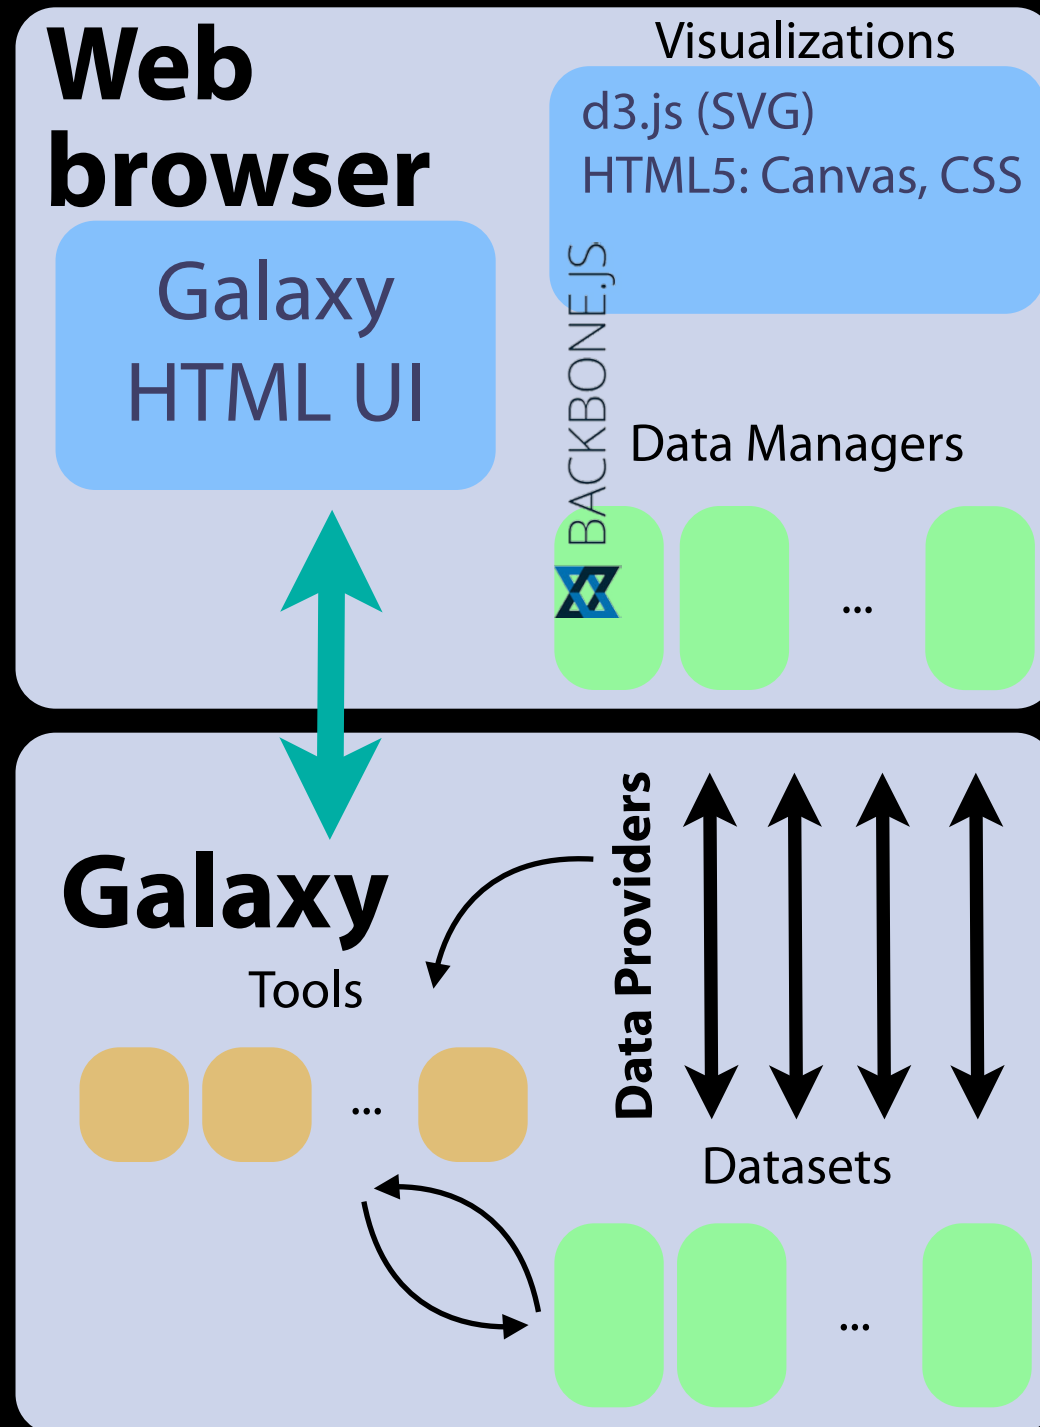 Web
browser
Visualizations
d3.js (SVG)
HTML5: Canvas, CSS
Galaxy
HTML UI
BACKBONE.JS
Data Managers
...
Galaxy
Data Providers
Tools
...
Datasets
...